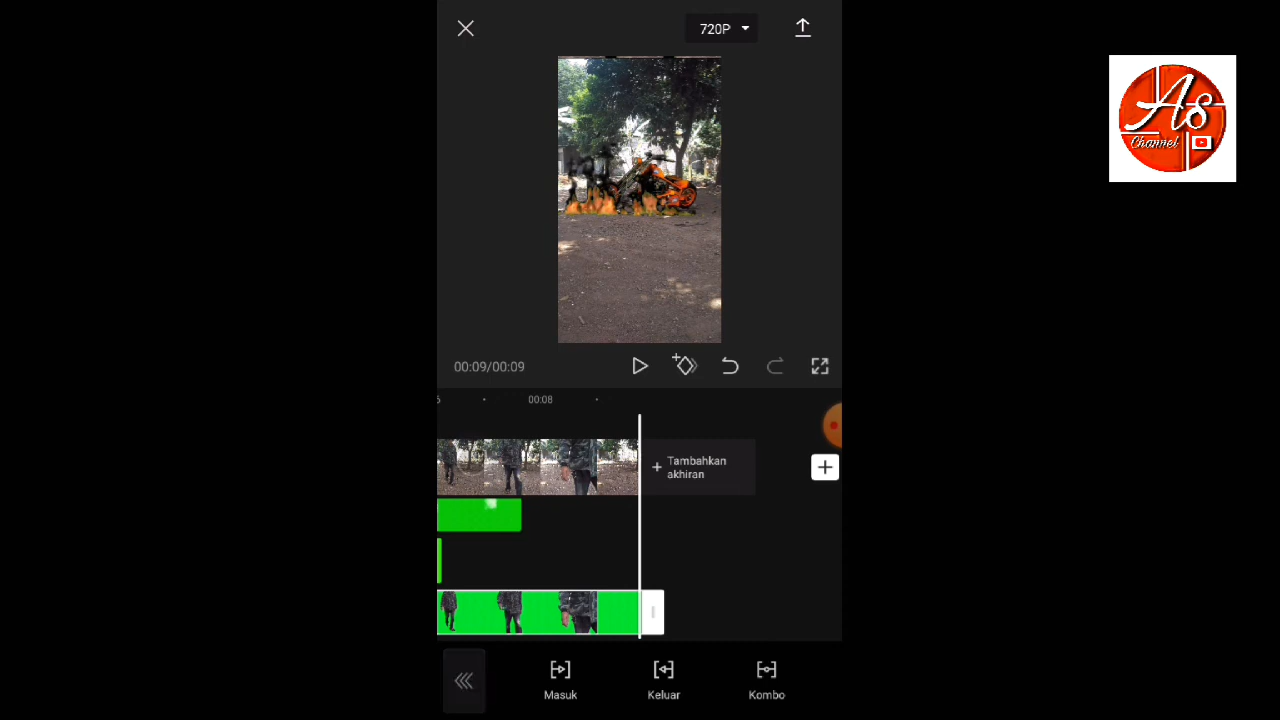 720P
As
Channel
00:09/00:09
00:08
+ Tambahkan
akhiran
Masuk
Keluar
Kombo